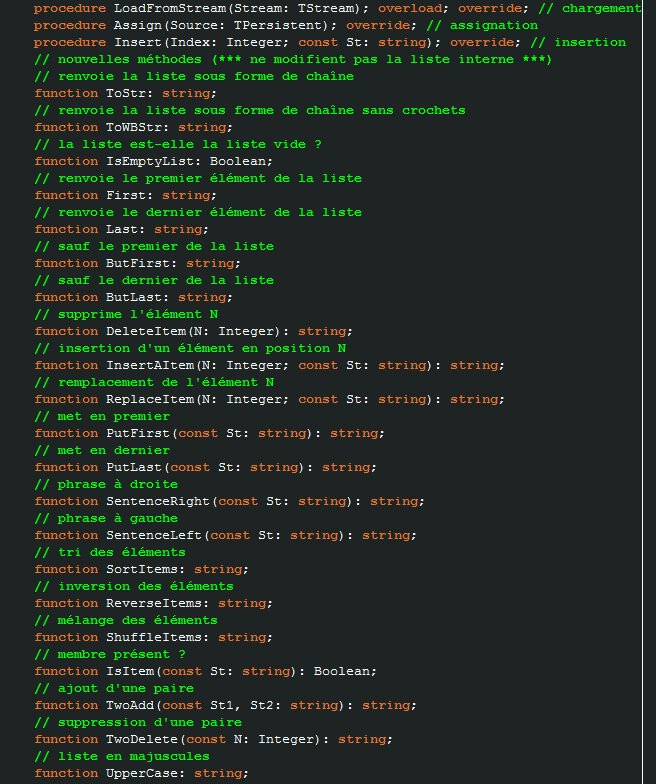 procedure LoadFromStream(Stream: TStream); overload; override; // chargement
procedure Assign(Source: TPersistent); override; // assignation
procedure Insert(Index: Integer; const St: string); override; // insertion
// nouvelles méthodes (*** ne modifient pas la liste interne ***)
// renvoie la liste sous forme de chaîne
function ToStr: string;
// renvoie la liste sous forme de chaîne sans crochets
function ToWBStr: string;
// la liste est-elle la liste vide ?
function IsEmptyList: Boolean;
// renvoie le premier élément de la liste
function First: string;
// renvoie le dernier élément de la liste
function Last: string;
// sauf le premier de la liste
function ButFirst: string;
// sauf le dernier de la liste
function ButLast: string;
// supprime l'élément N
function DeleteItem(N: Integer): string;
// insertion d'un élément en position N
function InsertAItem(N: Integer; const St: string): string;
// remplacement de l'élément N
function ReplaceItem(N: Integer; const St: string): string;
// met en premier
function PutFirst(const St: string): string;
// met en dernier
function PutLast(const St: string): string;
// phrase à droite
function SentenceRight(const St: string): string;
// phrase à gauche
function SentenceLeft(const St: string): string;
// tri des éléments
function SortItems: string;
// inversion des éléments
function ReverseItems: string;
// mélange des éléments
function ShuffleItems: string;
// membre présent ?
function IsItem(const St: string): Boolean;
// ajout d'une paire
function TwoAdd(const St1, St2: string): string;
// suppression d'une paire
function TwoDelete(const N: Integer): string;
// liste en majuscules
function UpperCase: string;